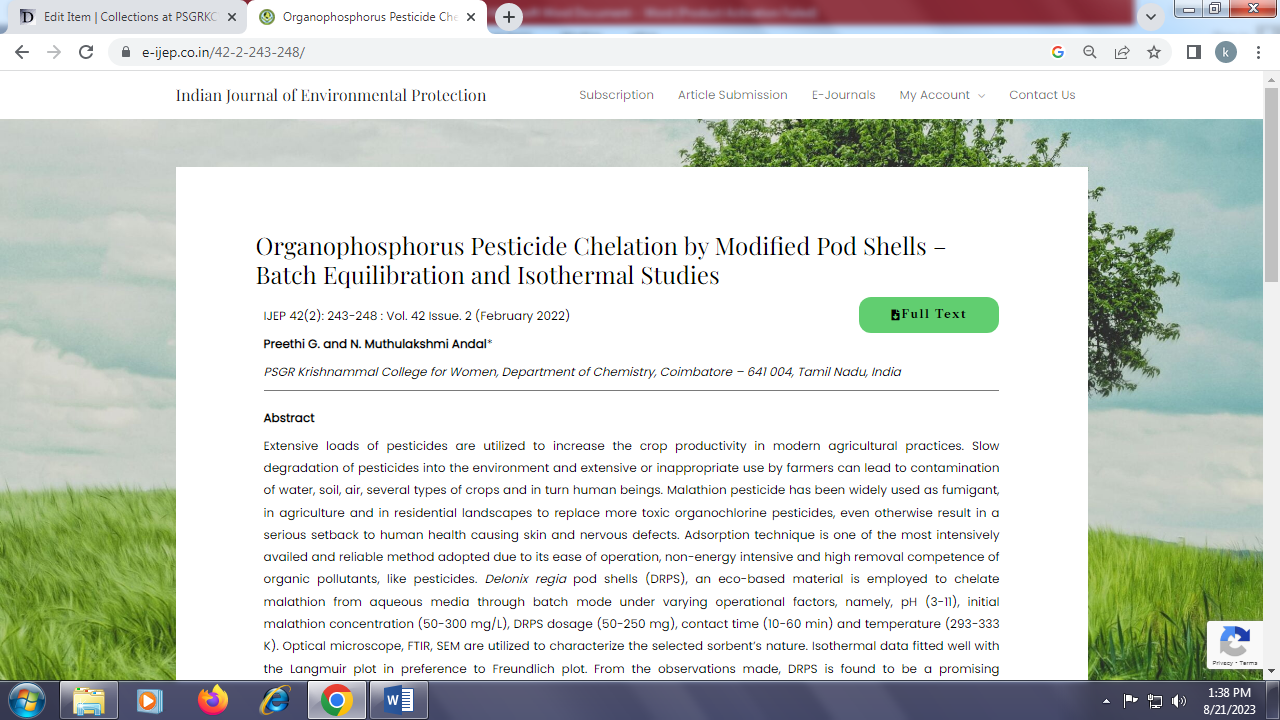 Edit Item | Collections at PSGRKC
Organophosphorus Pesticide Che
e-ijep.co.in/42-2-243-248/
k
Indian Journal of Environmental Protection
Subscription
Article Submission
E-Journals
My Account
Contact Us
Organophosphorus Pesticide Chelation by Modified Pod Shells –
Batch Equilibration and Isothermal Studies
IJEP 42(2): 243-248 : Vol. 42 Issue. 2 (February 2022)
Full Text
Preethi G. and N. Muthulakshmi Andal*
PSGR Krishnammal College for Women, Department of Chemistry, Coimbatore – 641 004, Tamil Nadu, India
Abstract
Extensive loads of pesticides are utilized to increase the crop productivity in modern agricultural practices. Slow
degradation of pesticides into the environment and extensive or inappropriate use by farmers can lead to contamination
of water, soil, air, several types of crops and in turn human beings. Malathion pesticide has been widely used as fumigant,
in agriculture and in residential landscapes to replace more toxic organochlorine pesticides, even otherwise result in a
serious setback to human health causing skin and nervous defects. Adsorption technique is one of the most intensively
availed and reliable method adopted due to its ease of operation, non-energy intensive and high removal competence of
organic pollutants, like pesticides. Delonix regia pod shells (DRPS), an eco-based material is employed to chelate
malathion from aqueous media through batch mode under varying operational factors, namely, pH (3-11), initial
malathion concentration (50-300 mg/L), DRPS dosage (50-250 mg), contact time (10-60 min) and temperature (293-333
K). Optical microscope, FTIR, SEM are utilized to characterize the selected sorbent's nature. Isothermal data fitted well with
the Langmuir plot in preference to Freundlich plot. From the observations made, DRPS is found to be a promising
Privacy - Terms
1:38 PM
8/21/2023